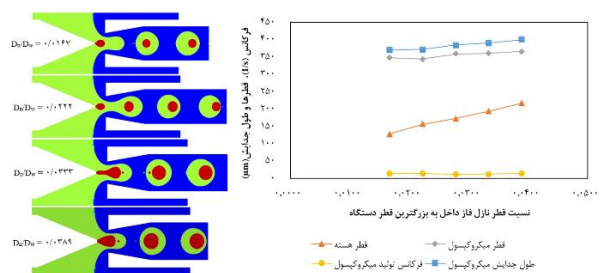 D_n/D_w = ۰/۰۱۶۷
D_n/D_w = ۰/۰۲۲۲
D_n/D_w = ۰/۰۳۳۳
D_n/D_w = ۰/۰۳۸۹
فرکانس (1/s)، قطرها و طول جدایش (μm)
۴۵۰
۴۰۰
۳۵۰
۳۰۰
۲۵۰
۲۰۰
۱۵۰
۱۰۰
۵۰
۰
۰٫۰۰۰۰ ۰٫۰۱۰۰ ۰٫۰۲۰۰ ۰٫۰۳۰۰ ۰٫۰۴۰۰ ۰٫۰۵۰۰
نسبت قطر نازل فاز داخل به بزرگترین قطر دستگاه
قطر میکروکپسول قطر هسته
طول جدایش میکروکپسول فرکانس تولید میکروکپسول